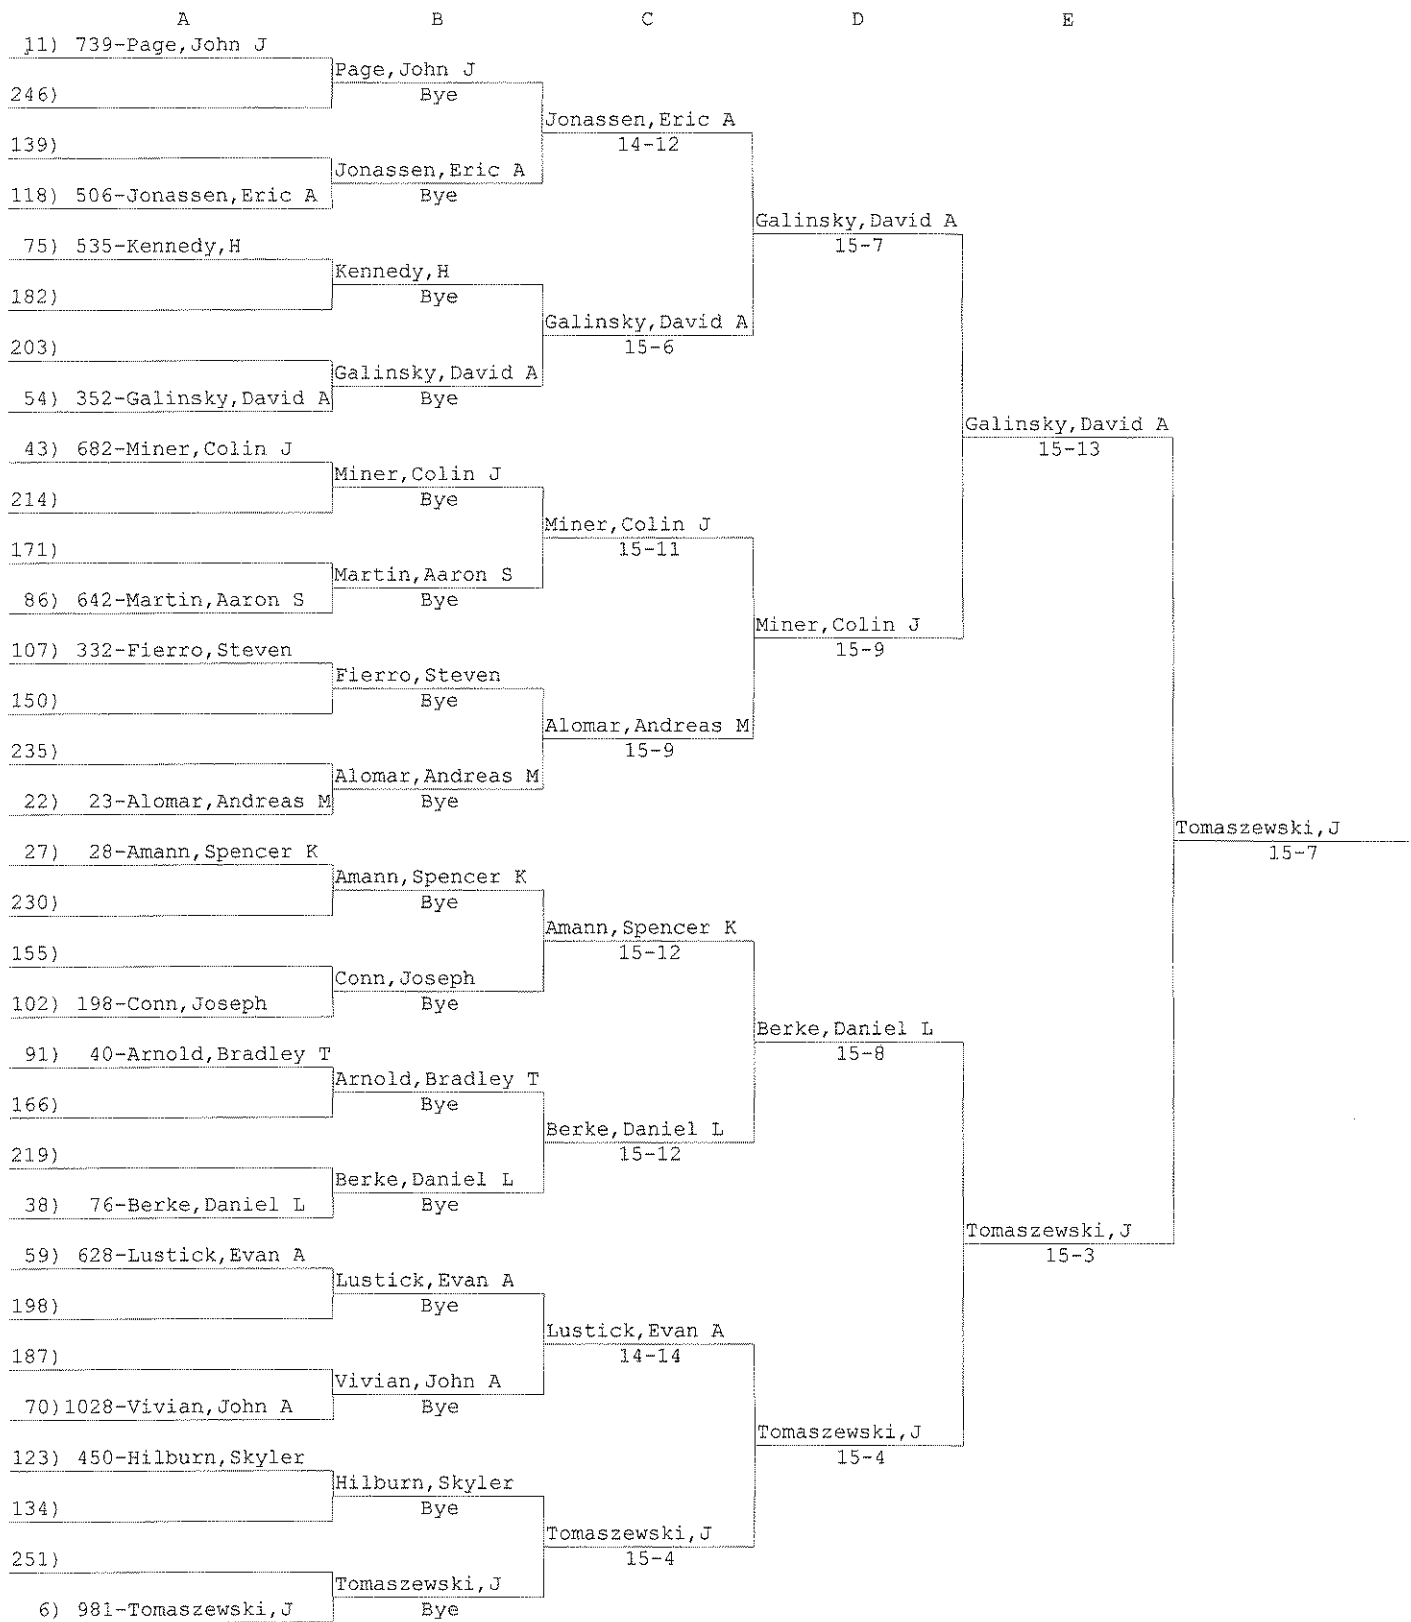 A B C D E
11) 739-Page,John J
Page,John J
246) Bye
Jonassen,Eric A
139) 14-12
Jonassen,Eric A
118) 506-Jonassen,Eric A Bye
Galinsky,David A
75) 535-Kennedy,H 15-7
Kennedy,H
182) Bye
Galinsky,David A
203) 15-6
Galinsky,David A
54) 352-Galinsky,David A Bye
Galinsky,David A
43) 682-Miner,Colin J 15-13
Miner,Colin J
214) Bye
Miner,Colin J
171) 15-11
Martin,Aaron S
86) 642-Martin,Aaron S Bye
Miner,Colin J
107) 332-Fierro,Steven 15-9
Fierro,Steven
150) Bye
Alomar,Andreas M
235) 15-9
Alomar,Andreas M
22) 23-Alomar,Andreas M Bye
Tomaszewski,J
27) 28-Amann,Spencer K 15-7
Amann,Spencer K
230) Bye
Amann,Spencer K
155) 15-12
Conn,Joseph
102) 198-Conn,Joseph Bye
Berke,Daniel L
91) 40-Arnold,Bradley T 15-8
Arnold,Bradley T
166) Bye
Berke,Daniel L
219) 15-12
Berke,Daniel L
38) 76-Berke,Daniel L Bye
Tomaszewski,J
59) 628-Lustick,Evan A 15-3
Lustick,Evan A
198) Bye
Lustick,Evan A
187) 14-14
Vivian,John A
70)1028-Vivian,John A Bye
Tomaszewski,J
123) 450-Hilburn,Skyler 15-4
Hilburn,Skyler
134) Bye
Tomaszewski,J
251) 15-4
Tomaszewski,J
6) 981-Tomaszewski,J Bye